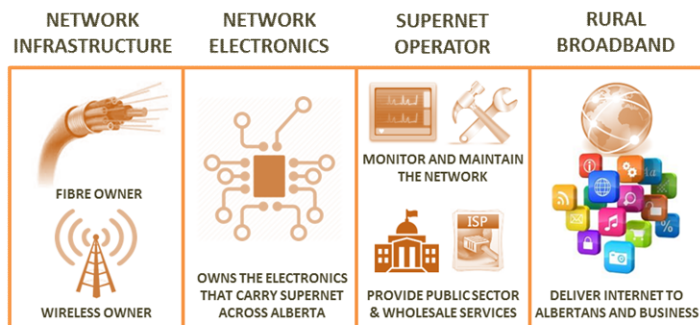 NETWORK
INFRASTRUCTURE
FIBRE OWNER
WIRELESS OWNER
NETWORK
ELECTRONICS
OWNS THE ELECTRONICS
THAT CARRY SUPERNET
ACROSS ALBERTA
SUPERNET
OPERATOR
MONITOR AND MAINTAIN
THE NETWORK
ISP
PROVIDE PUBLIC SECTOR
& WHOLESALE SERVICES
RURAL
BROADBAND
%
DELIVER INTERNET TO
ALBERTANS AND BUSINESS